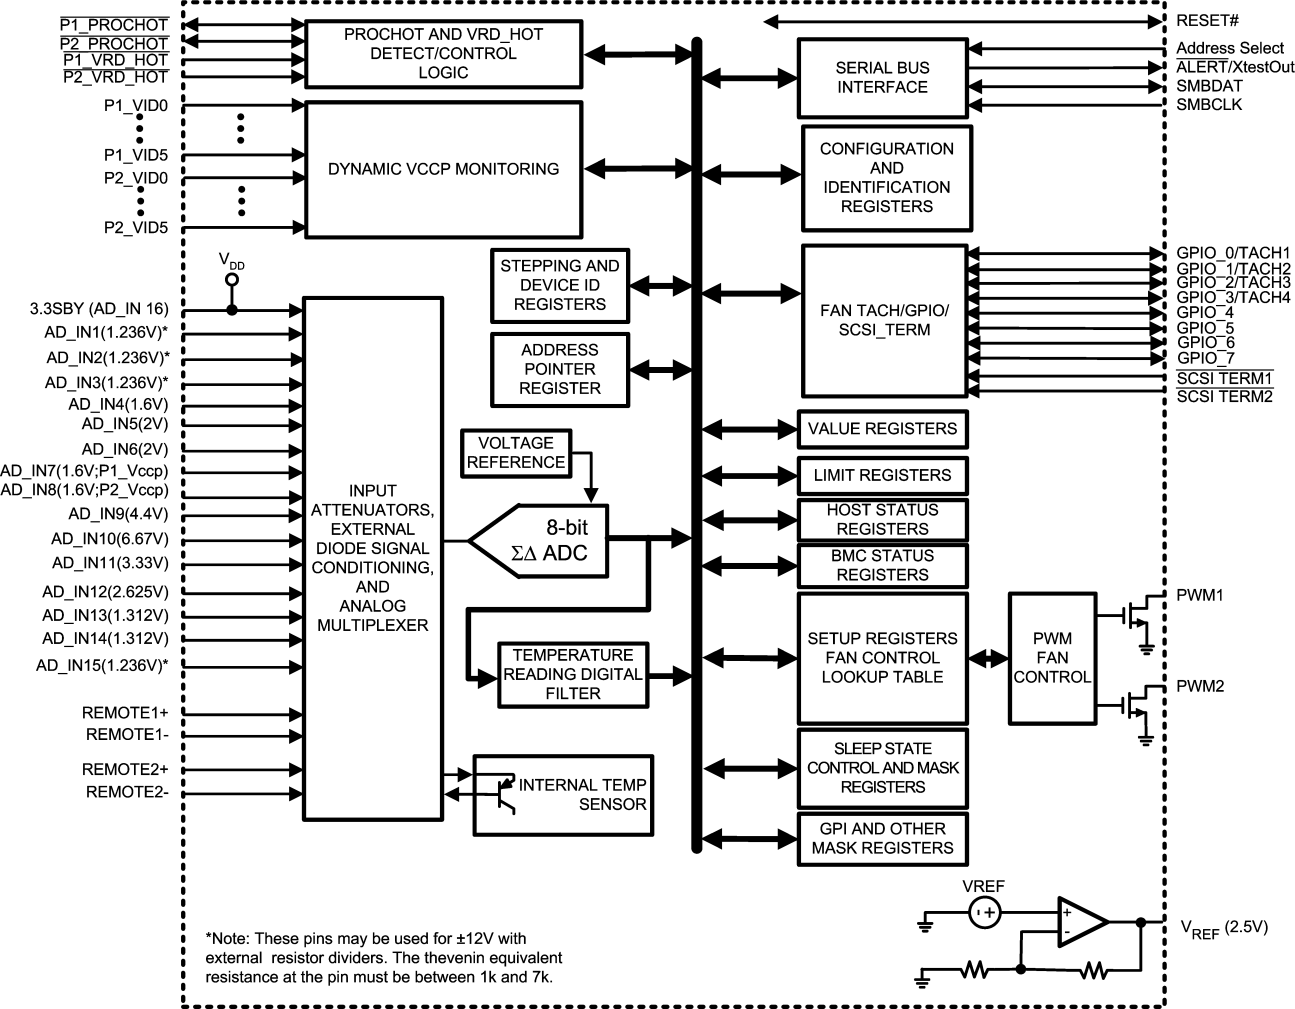 P1_PROCHOT
P2_PROCHOT
P1_VRD_HOT
P2_VRD_HOT
P1_VID0
P1_VID5
P2_VID0
P2_VID5
PROCHOT AND VRD_HOT
DETECT/CONTROL
LOGIC
DYNAMIC VCCP MONITORING
VDD
3.3SBY (AD_IN 16)
AD_IN1(1.236V)*
AD_IN2(1.236V)*
AD_IN3(1.236V)*
AD_IN4(1.6V)
AD_IN5(2V)
AD_IN6(2V)
AD_IN7(1.6V;P1_Vccp)
AD_IN8(1.6V;P2_Vccp)
AD_IN9(4.4V)
AD_IN10(6.67V)
AD_IN11(3.33V)
AD_IN12(2.625V)
AD_IN13(1.312V)
AD_IN14(1.312V)
AD_IN15(1.236V)*
REMOTE1+
REMOTE1-
REMOTE2+
REMOTE2-
INPUT
ATTENUATORS,
EXTERNAL
DIODE SIGNAL
CONDITIONING,
AND
ANALOG
MULTIPLEXER
STEPPING AND
DEVICE ID
REGISTERS
ADDRESS
POINTER
REGISTER
VOLTAGE
REFERENCE
8-bit
ΣΔ ADC
TEMPERATURE
READING DIGITAL
FILTER
INTERNAL TEMP
SENSOR
SERIAL BUS
INTERFACE
CONFIGURATION
AND
IDENTIFICATION
REGISTERS
FAN TACH/GPIO/
SCSI_TERM
VALUE REGISTERS
LIMIT REGISTERS
HOST STATUS
REGISTERS
BMC STATUS
REGISTERS
SETUP REGISTERS
FAN CONTROL
LOOKUP TABLE
PWM
FAN
CONTROL
SLEEP STATE
CONTROL AND MASK
REGISTERS
GPI AND OTHER
MASK REGISTERS
RESET#
Address Select
ALERT/XtestOut
SMBDAT
SMBCLK
GPIO_0/TACH1
GPIO_1/TACH2
GPIO_2/TACH3
GPIO_3/TACH4
GPIO_4
GPIO_5
GPIO_6
GPIO_7
SCSI TERM1
SCSI TERM2
PWM1
PWM2
VREF
- +
+
-
VREF (2.5V)
*Note: These pins may be used for ±12V with
external resistor dividers. The thevenin equivalent
resistance at the pin must be between 1k and 7k.